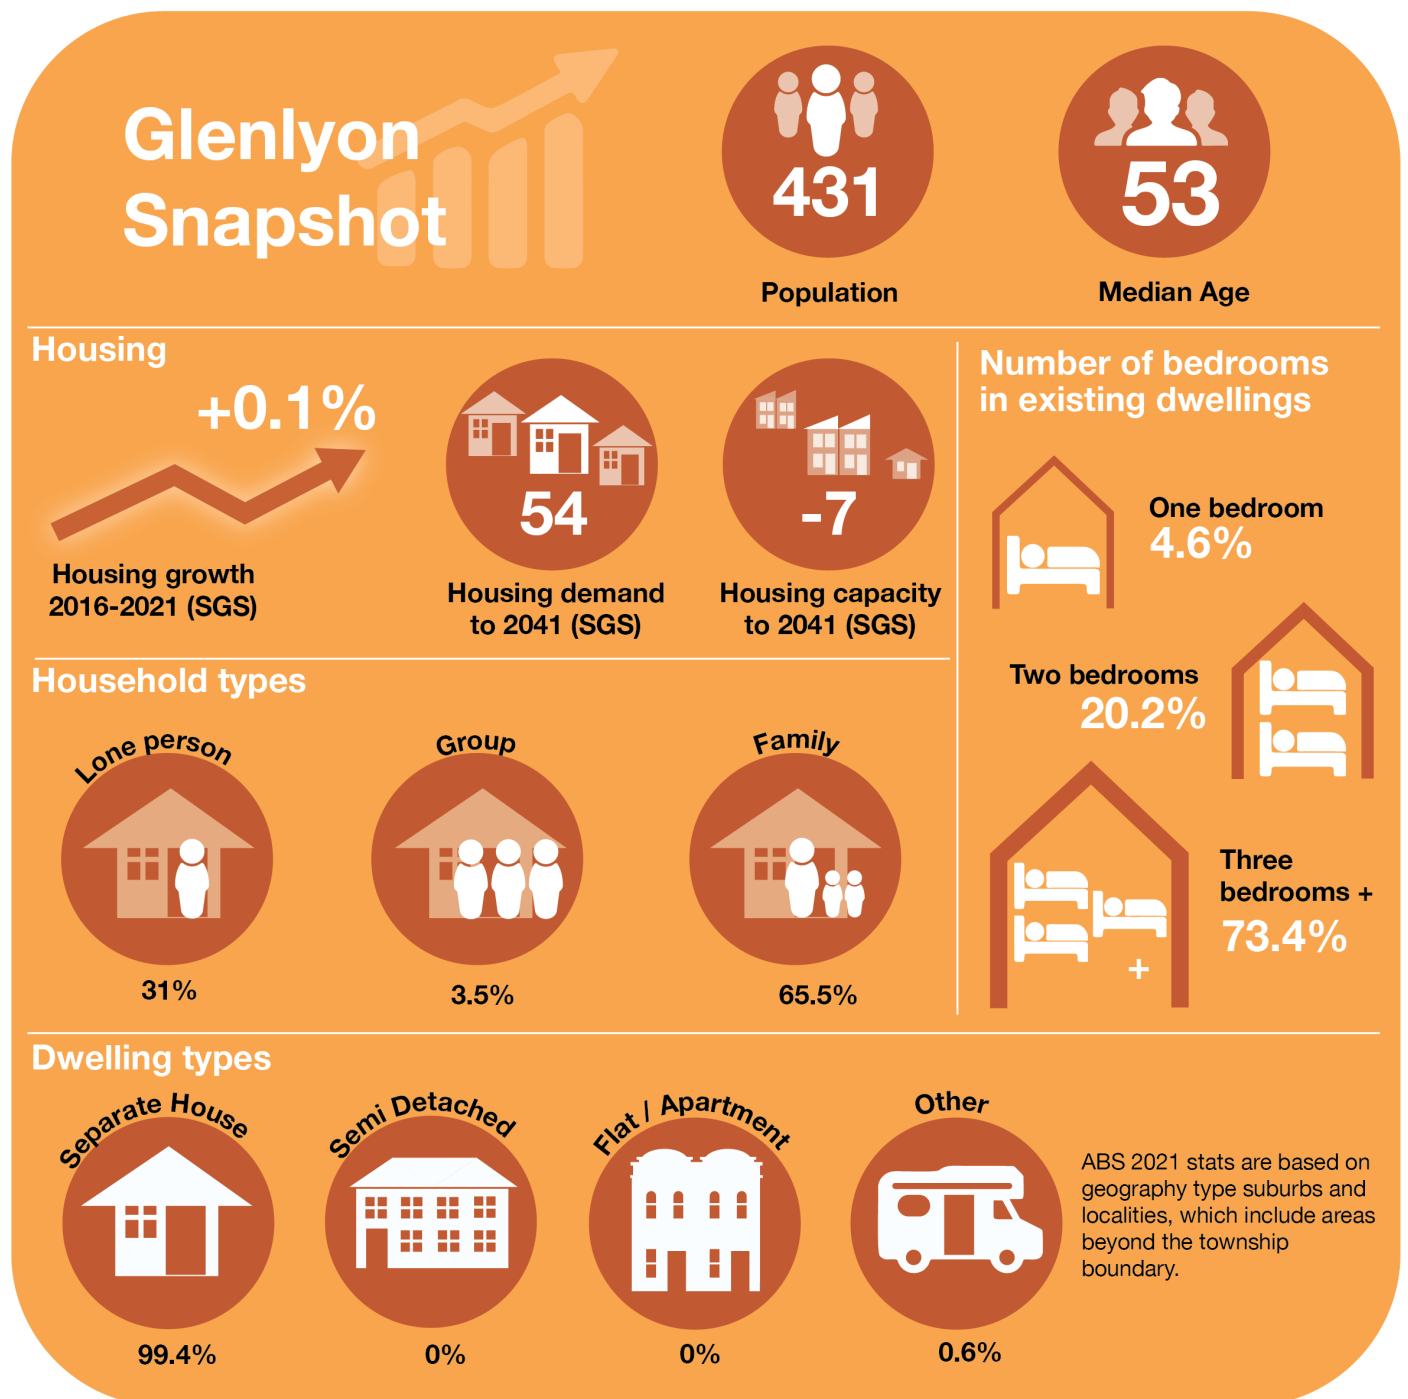 Glenlyon
Snapshot
431
Population
53
Median Age
Housing
+0.1%
Housing growth
2016-2021 (SGS)
54
Housing demand
to 2041 (SGS)
-7
Housing capacity
to 2041 (SGS)
Number of bedrooms
in existing dwellings
One bedroom
4.6%
Two bedrooms
20.2%
Three
bedrooms +
73.4%
+
Household types
Lone person
31%
Group
3.5%
Family
65.5%
Dwelling types
Separate House
99.4%
Semi Detached
0%
Flat / Apartment
0%
Other
0.6%
ABS 2021 stats are based on
geography type suburbs and
localities, which include areas
beyond the township
boundary.